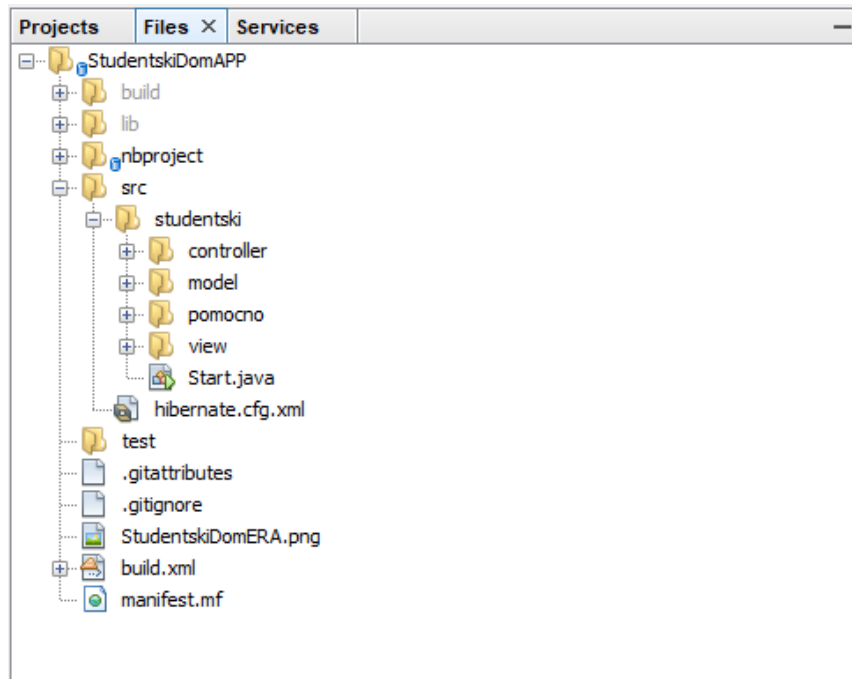 Projects Files × Services
StudentskiDomAPP
build
lib
nbproject
src
studentski
controller
model
pomocno
view
Start.java
hibernate.cfg.xml
test
.gitattributes
.gitignore
StudentskiDomERA.png
build.xml
manifest.mf